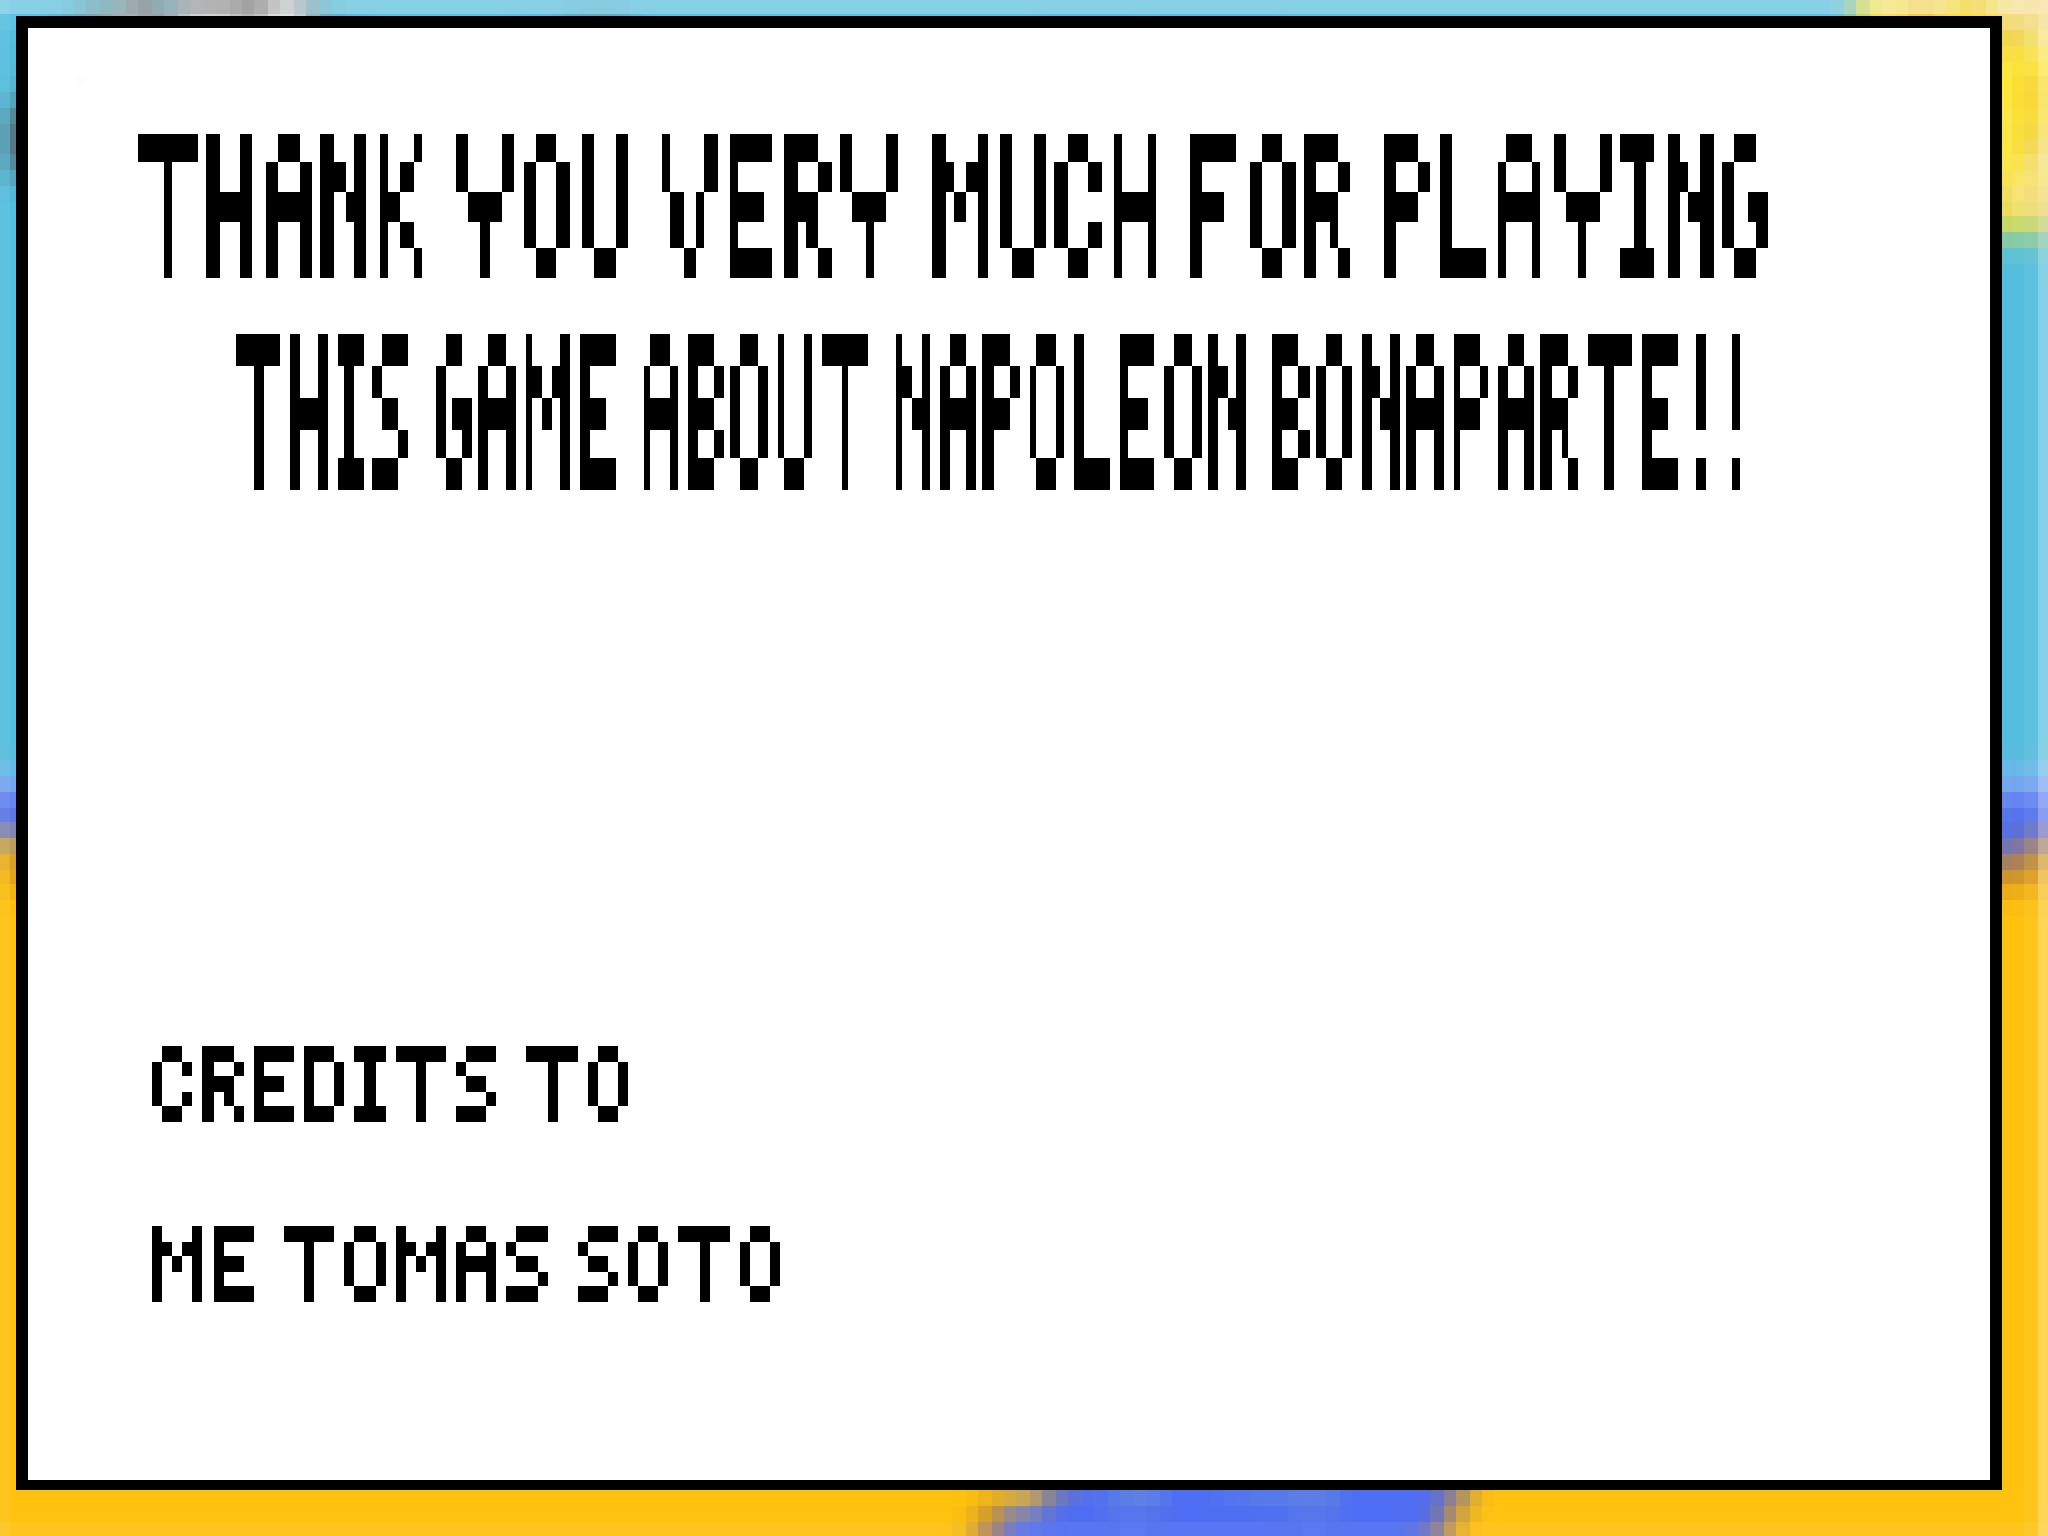 THANK YOU VERY MUCH FOR PLAYING
THIS GAME ABOUT NAPOLEON BONAPARTE!!
CREDITS TO
ME TOMAS SOTO